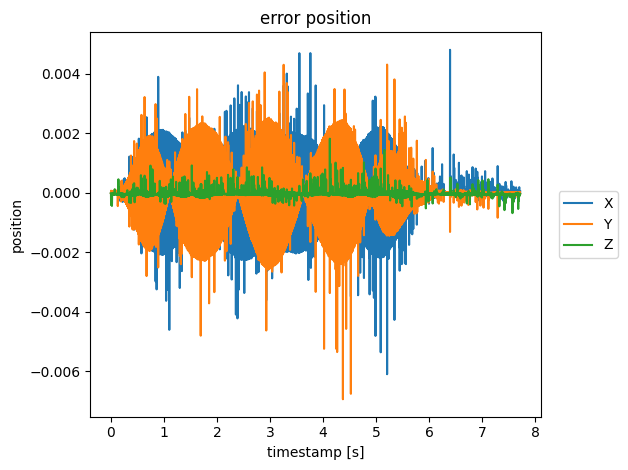 error position
0.004
0.002
0.000
−0.002
−0.004
−0.006
position
0 1 2 3 4 5 6 7 8
timestamp [s]
X
Y
Z